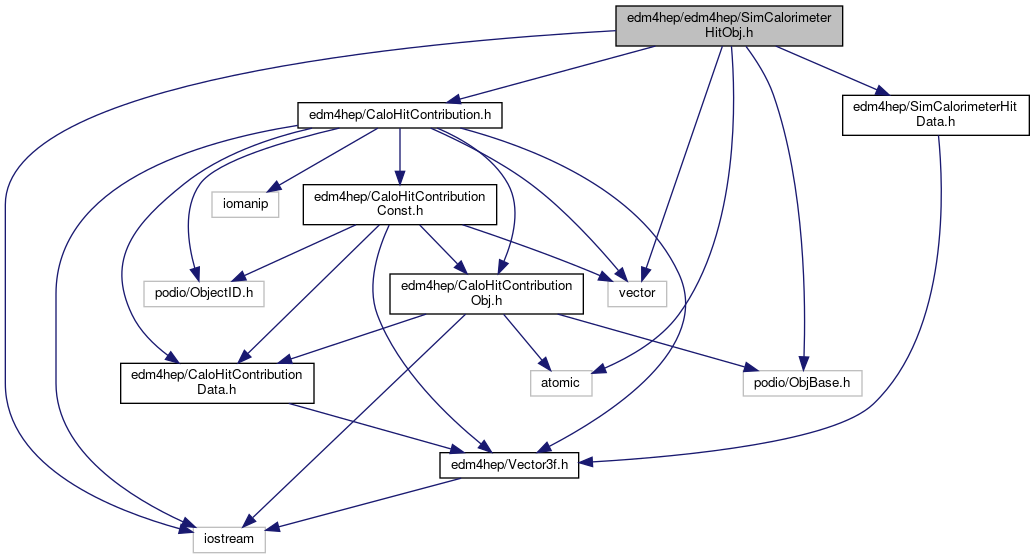 edm4hep/edm4hep/SimCalorimeter
HitObj.h
edm4hep/CaloHitContribution.h
edm4hep/SimCalorimeterHit
Data.h
iomanip
edm4hep/CaloHitContribution
Const.h
podio/ObjectID.h
edm4hep/CaloHitContribution
Obj.h
vector
edm4hep/CaloHitContribution
Data.h
atomic
podio/ObjBase.h
edm4hep/Vector3f.h
iostream